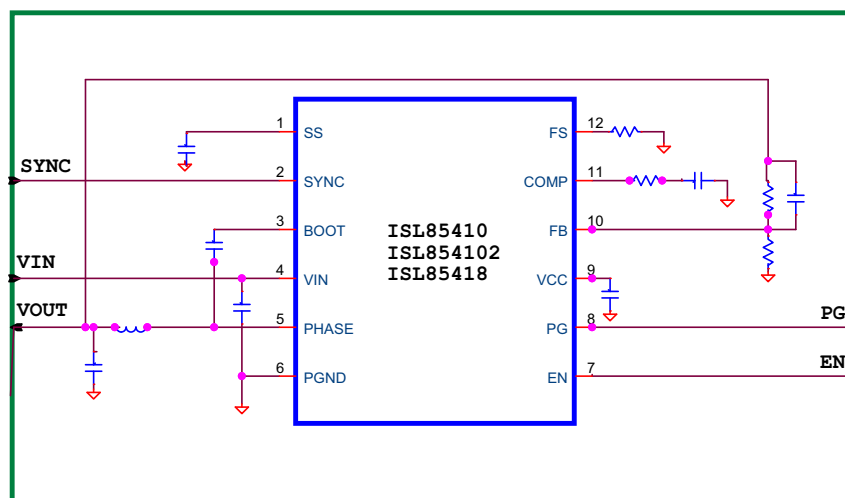 1 SS FS 12
SYNC 2 SYNC COMP 11
3 BOOT FB 10
ISL85410
ISL854102
ISL85418
VIN 4 VIN VCC 9
VOUT 5 PHASE PG 8 PG
6 PGND EN 7 EN